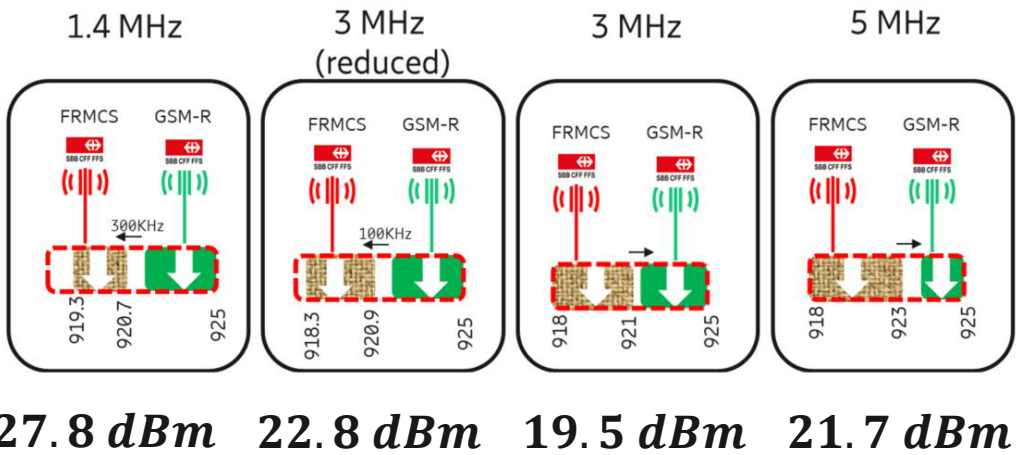 1.4 MHz
3 MHz
(reduced)
3 MHz
5 MHz
FRMCS GSM-R
SBB CFF FFS SBB CFF FFS
300KHz
919.3
920.7
925
FRMCS GSM-R
SBB CFF FFS SBB CFF FFS
100KHz
918.3
920.9
925
FRMCS GSM-R
SBB CFF FFS SBB CFF FFS
918
921
925
FRMCS GSM-R
SBB CFF FFS SBB CFF FFS
918
923
925
27.8 dBm
22.8 dBm
19.5 dBm
21.7 dBm